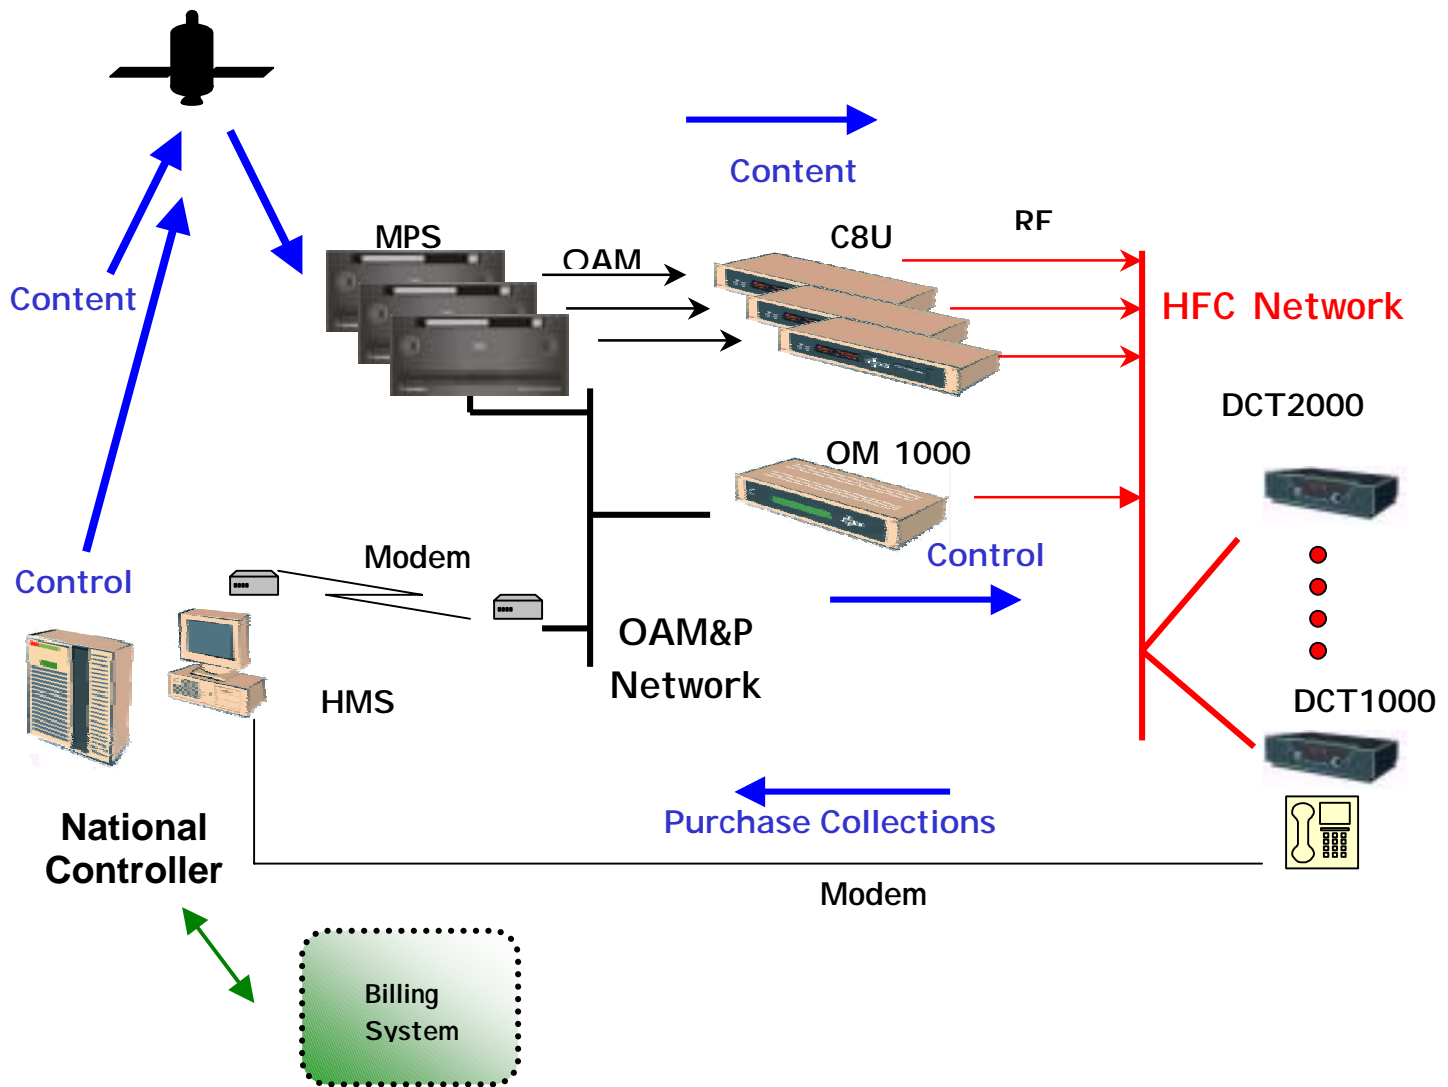 Content
RF
MPS
C8U
OAM
Content
HFC Network
DCT2000
OM 1000
Modem
Control
Control
OAM&P
Network
HMS
DCT1000
Purchase Collections
National
Controller
Modem
Billing
System